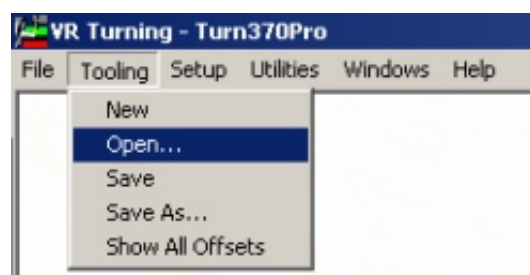 VR Turning - Turn370Pro
File Tooling Setup Utilities Windows Help
New
Open...
Save
Save As...
Show All Offsets